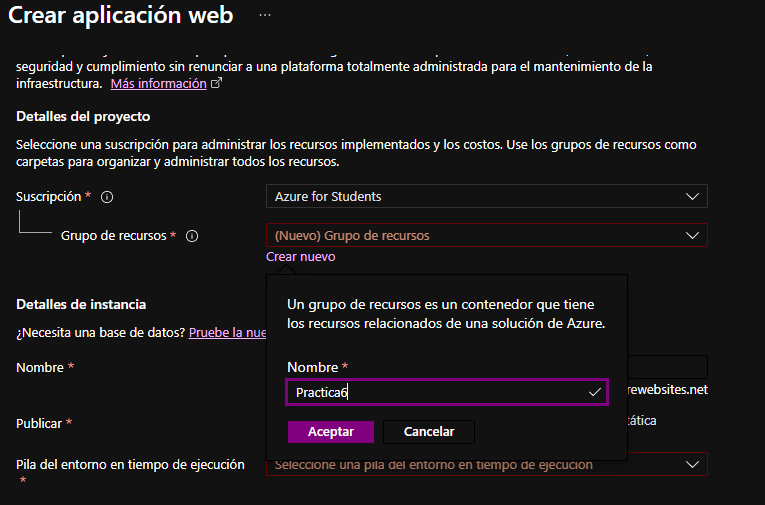 Crear aplicación web ...
seguridad y cumplimiento sin renunciar a una plataforma totalmente administrada para el mantenimiento de la
infraestructura. Más información
Detalles del proyecto
Seleccione una suscripción para administrar los recursos implementados y los costos. Use los grupos de recursos como
carpetas para organizar y administrar todos los recursos.
Suscripción *
Azure for Students
Grupo de recursos *
(Nuevo) Grupo de recursos
Crear nuevo
Un grupo de recursos es un contenedor que tiene
los recursos relacionados de una solución de Azure.
Nombre *
Practica6
Aceptar
Cancelar
Detalles de instancia
¿Necesita una base de datos? Pruebe la nue
Nombre *
rewebsites.net
Publicar *
tática
Pila del entorno en tiempo de ejecución
*
Seleccione una pila del entorno en tiempo de ejecución